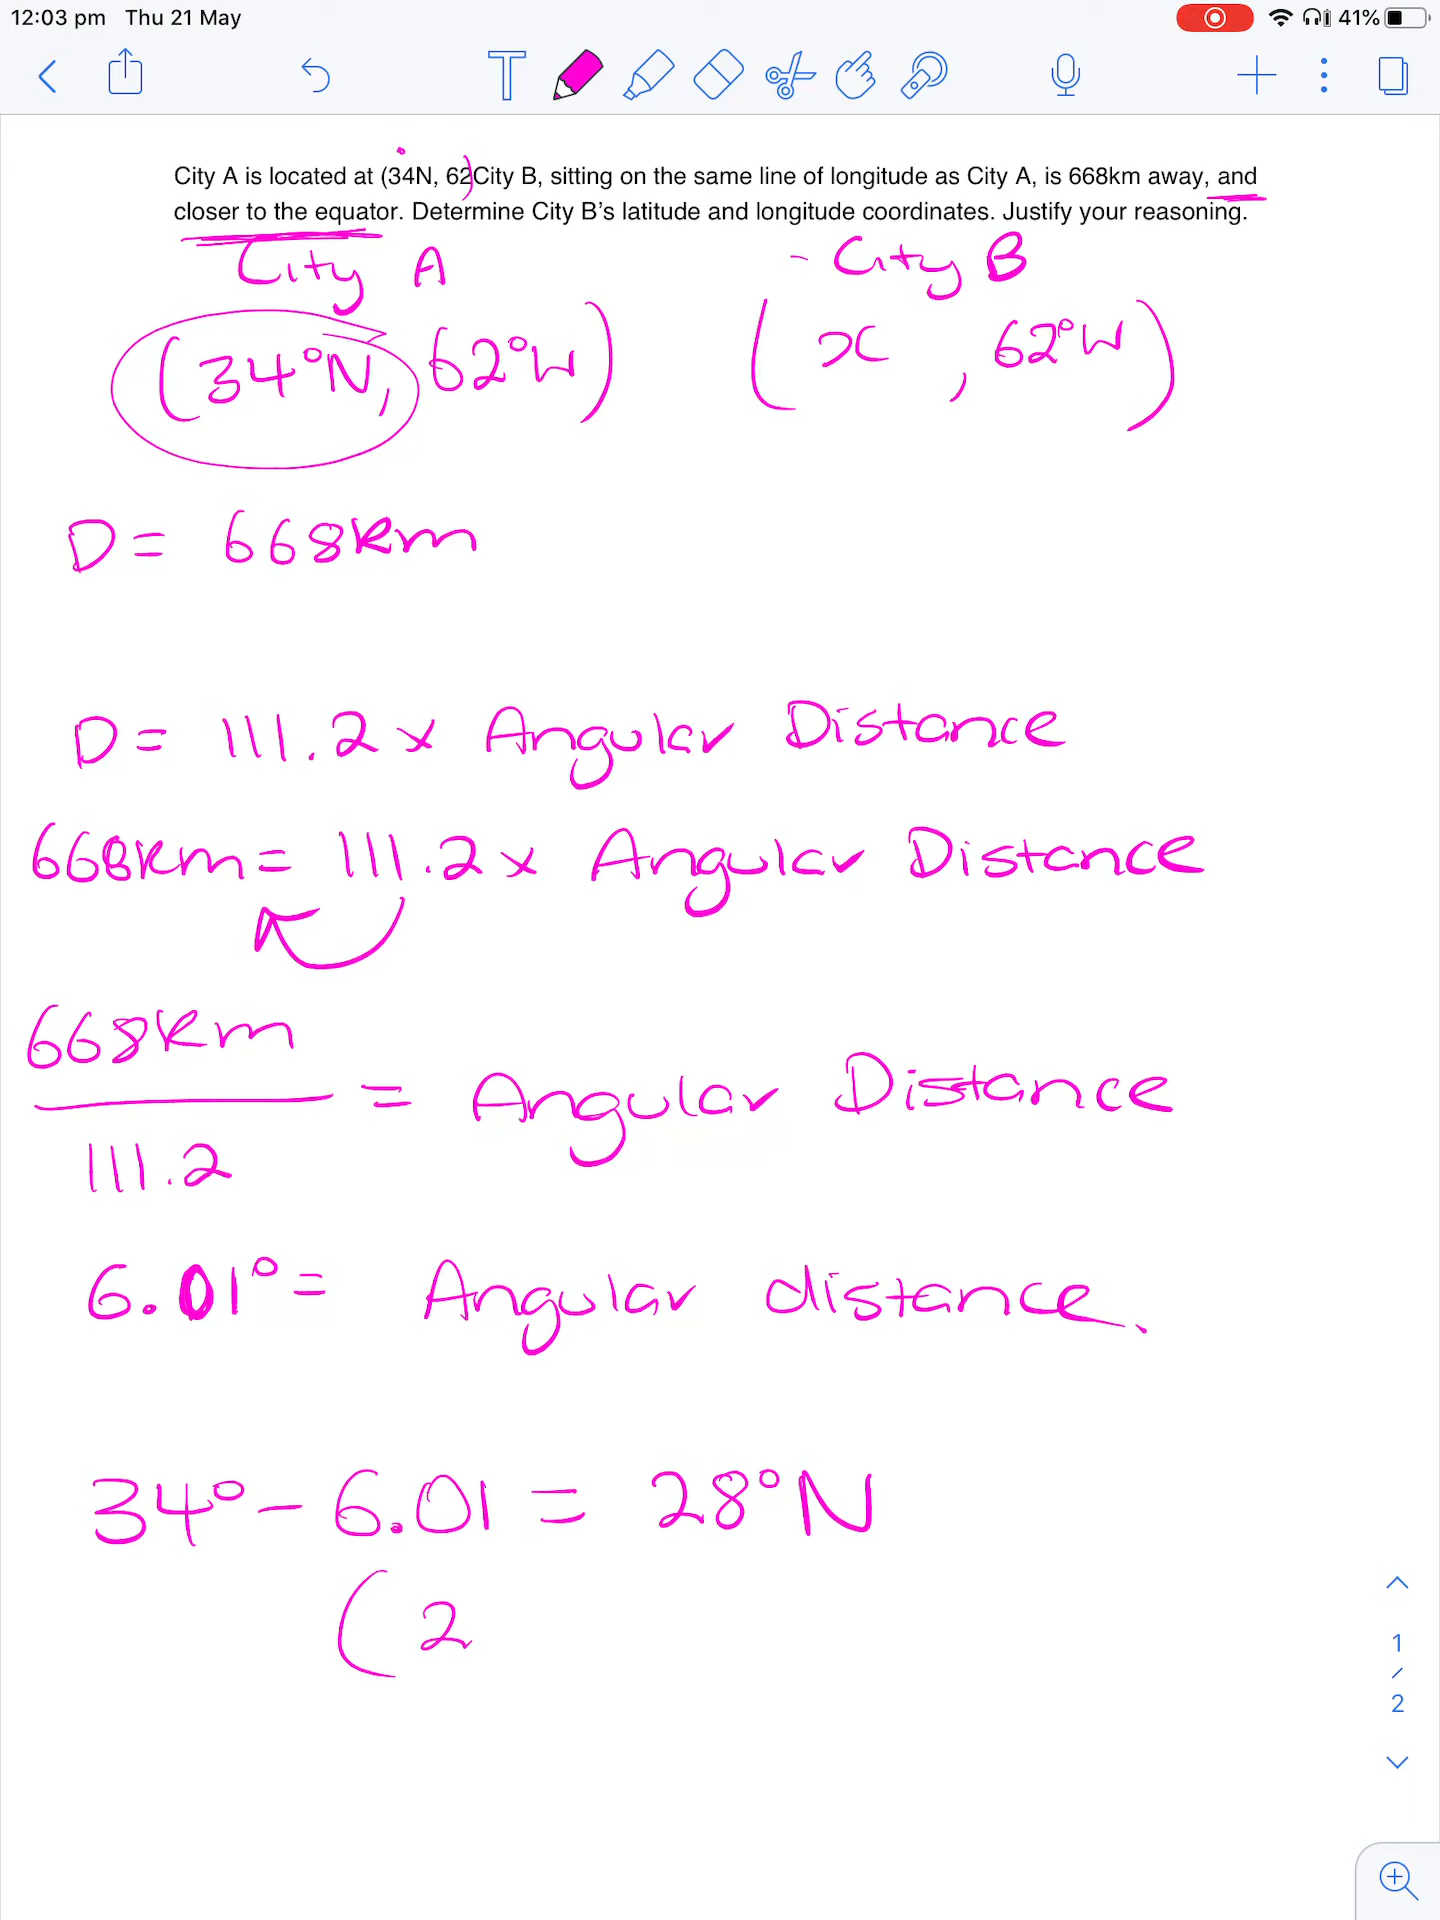 12:03 pm Thu 21 May 41%
T
City A is located at (34N, 62)City B, sitting on the same line of longitude as City A, is 668km away, and
closer to the equator. Determine City B's latitude and longitude coordinates. Justify your reasoning.
City A - City B
(34°N, 62°W) (x, 62°W)
D = 668km
D = 111.2 x Angular Distance
668km = 111.2 x Angular Distance
668km
111.2
= Angular Distance
6.01° = Angular distance.
34° - 6.01 = 28°N
(2
1
/
2